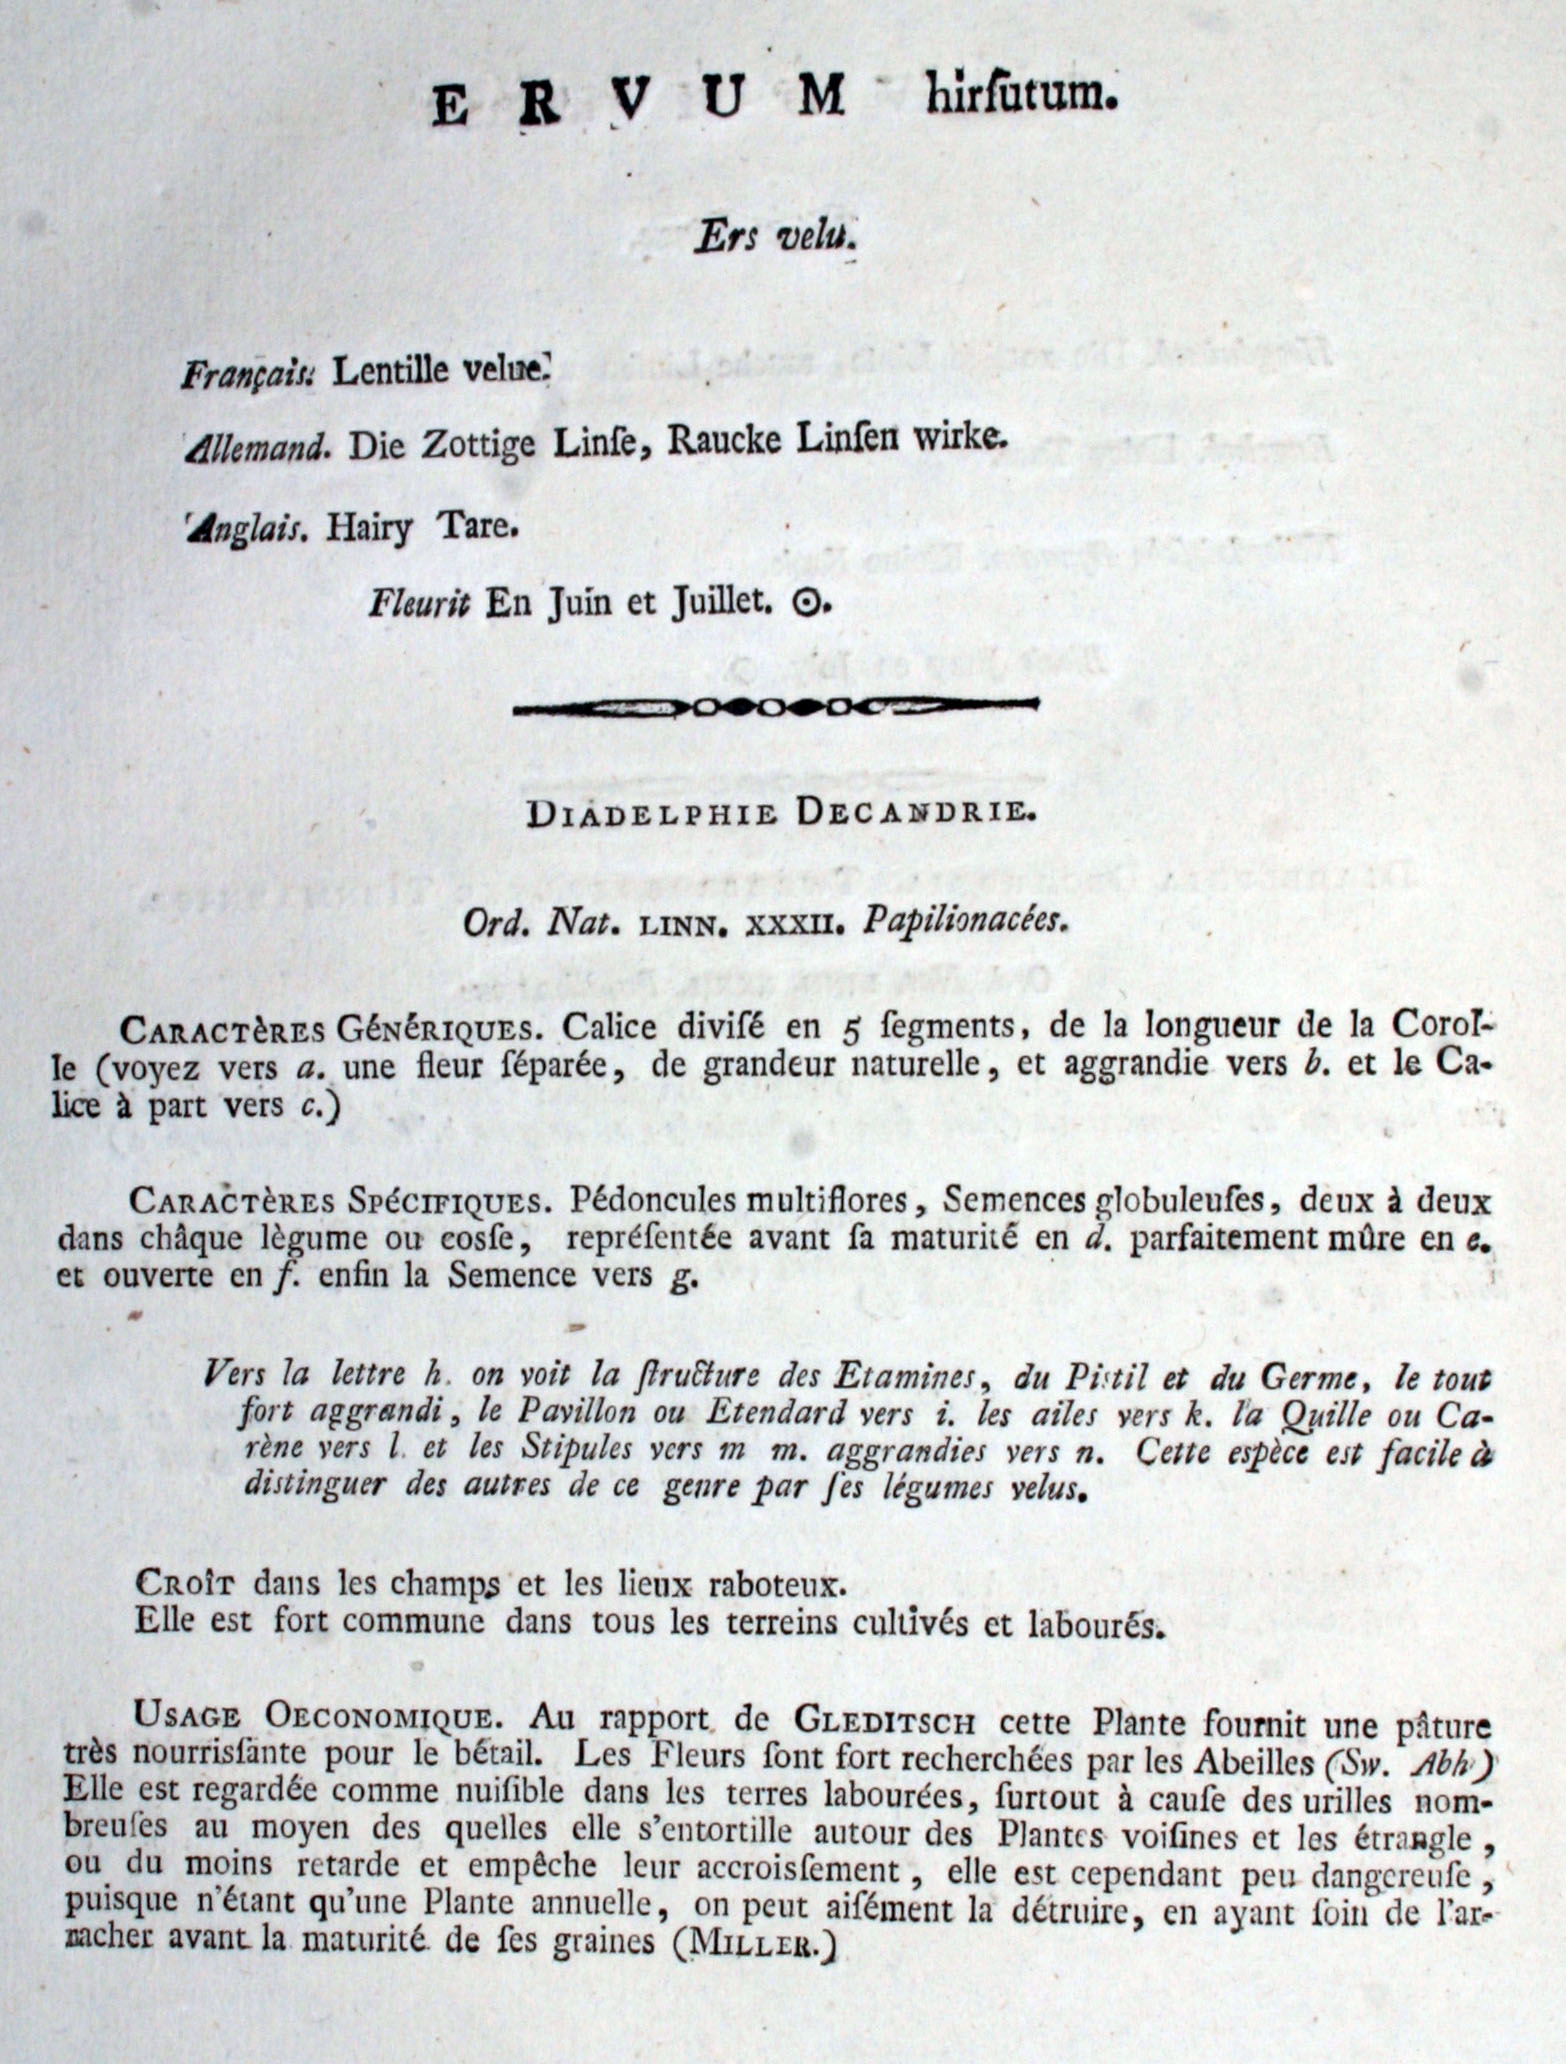 ERVUM hirſutum.
Ers velu.
Français: Lentille velue.
Allemand. Die Zottige Linſe, Raucke Linſen wirke.
Anglais. Hairy Tare.
Fleurit En Juin et Juillet. ☉.
DIADELPHIE DECANDRIE.
Ord. Nat. LINN. XXXII. Papilionacées.
CARACTèRES GéNéRIQUES. Calice diviſé en 5 ſegments, de la longueur de la Corol-
le (voyez vers a. une fleur ſéparée, de grandeur naturelle, et aggrandie vers b. et le Ca-
lice à part vers c.)
CARACTèRES SPéCIFIQUES. Pédoncules multiflores, Semences globuleuſes, deux à deux
dans châque lègume ou cosſe, repréſentée avant ſa maturité en d. parfaitement mûre en e.
et ouverte en f. enfin la Semence vers g.
Vers la lettre h. on voit la ſtructure des Etamines, du Pistil et du Germe, le tout
fort aggrandi, le Pavillon ou Etendard vers i. les ailes vers k. la Quille ou Ca-
rène vers l. et les Stipules vers m m. aggrandies vers n. Cette espèce est facile à
distinguer des autres de ce genre par ſes légumes velus.
CROîT dans les champs et les lieux raboteux.
Elle est fort commune dans tous les terreins cultivés et labourés.
USAGE OECONOMIQUE. Au rapport de GLEDITSCH cette Plante fournit une pâture
très nourrisſante pour le bétail. Les Fleurs ſont fort recherchées par les Abeilles (Sw. Abh)
Elle est regardée comme nuiſible dans les terres labourées, ſurtout à cauſe des urilles nom-
breuſes au moyen des quelles elle s'entortille autour des Plantes voiſines et les étrangle,
ou du moins retarde et empêche leur accroisſement, elle est cependant peu dangereuſe,
puisque n'étant qu'une Plante annuelle, on peut aiſément la détruire, en ayant ſoin de l'ar-
racher avant la maturité de ſes graines (MILLER.)